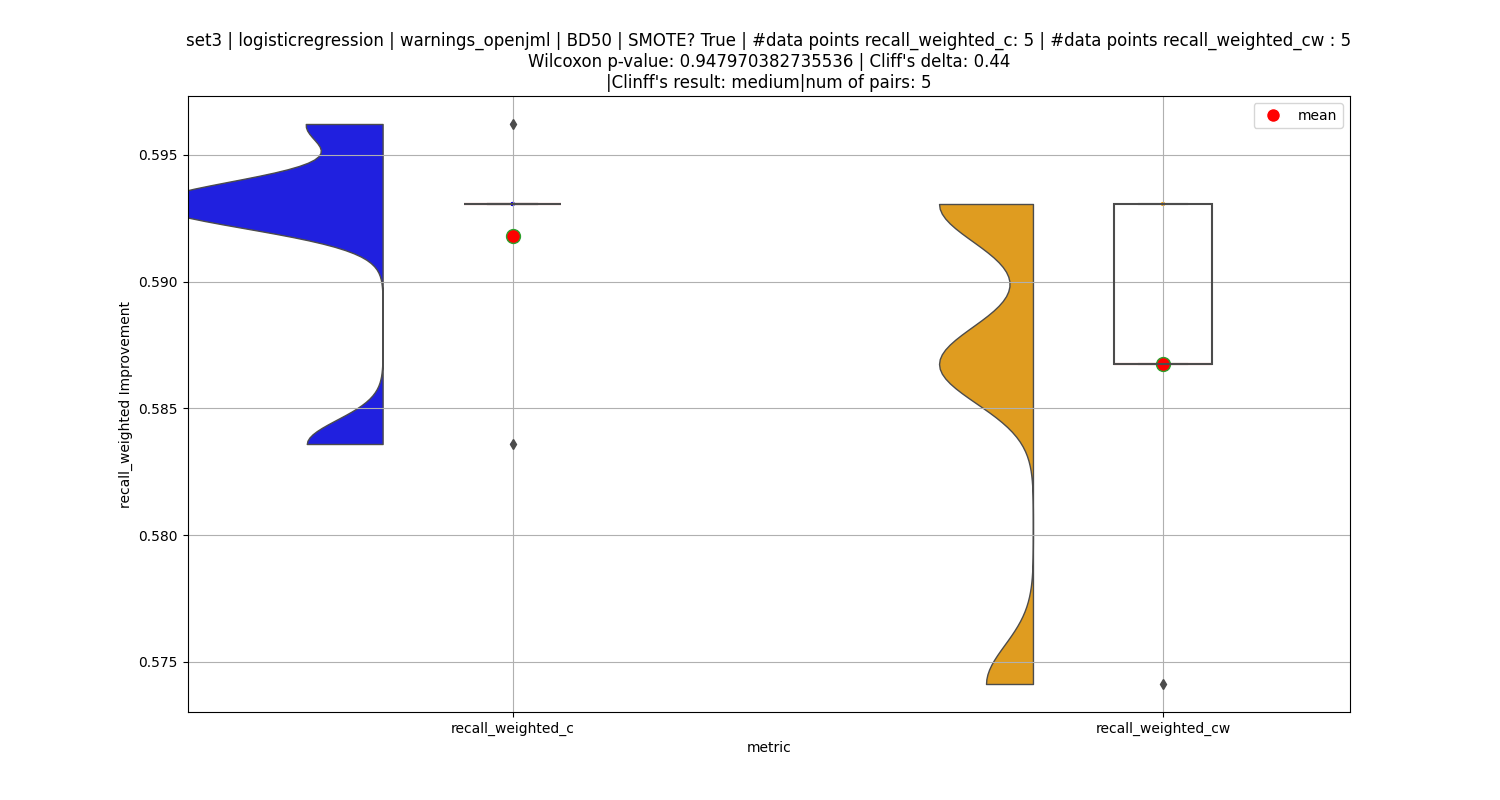 set3 | logisticregression | warnings_openjml | BD50 | SMOTE? True | #data points recall_weighted_c: 5 | #data points recall_weighted_cw : 5
Wilcoxon p-value: 0.947970382735536 | Cliff's delta: 0.44
|Clinff's result: medium|num of pairs: 5
mean
0.595
0.590
0.585
0.580
0.575
recall_weighted Improvement
recall_weighted_c
recall_weighted_cw
metric